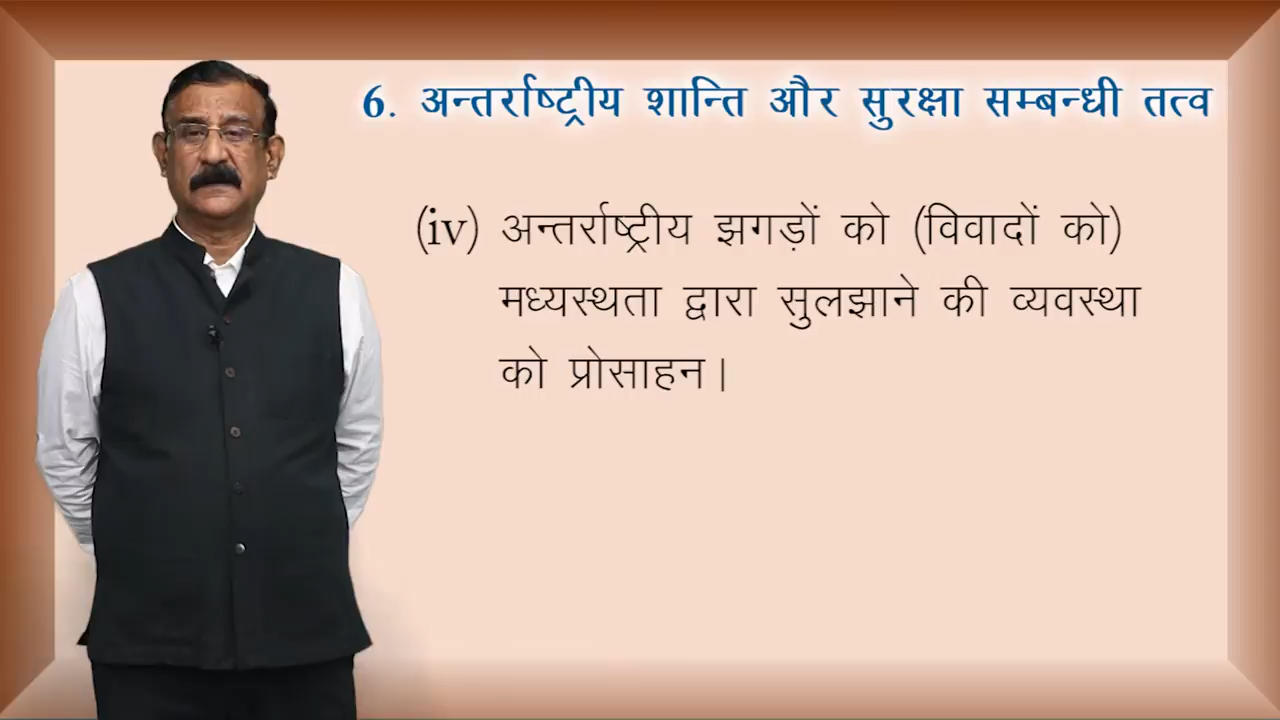 6. अन्तर्राष्ट्रीय शान्ति और सुरक्षा सम्बन्धी तत्व
(iv) अन्तर्राष्ट्रीय झगड़ों को (विवादों को)
मध्यस्थता द्वारा सुलझाने की व्यवस्था
को प्रोसाहन।